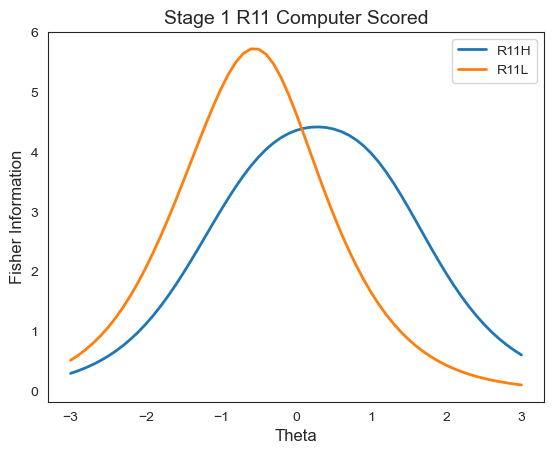 Stage 1 R11 Computer Scored
R11H
R11L
Fisher Information
6
5
4
3
2
1
0
−3
−2
−1
0
1
2
3
Theta